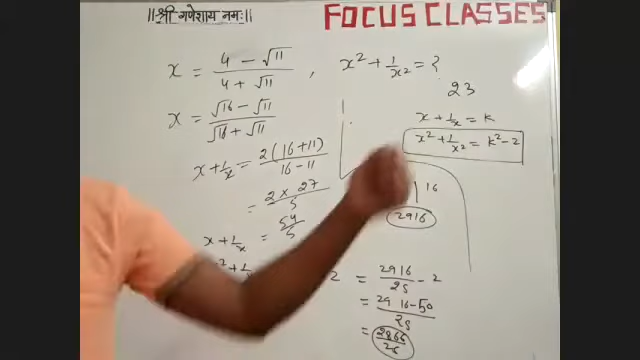 ||श्री गणेशाय नमः||
FOCUS CLASSES
x = (4 - √11)/(4 + √11) , x² + 1/x² = ?
23
x = (√16 - √11)/(√16 + √11)
x + 1/x = k
x² + 1/x² = k² - 2
x + 1/x = 2(16 + 11)/(16 - 11)
= (2 × 27)/5
x + 1/x = 54/5
16
2916
2 = 2916/25 - 2
= (2916 - 50)/25
= 2866/25